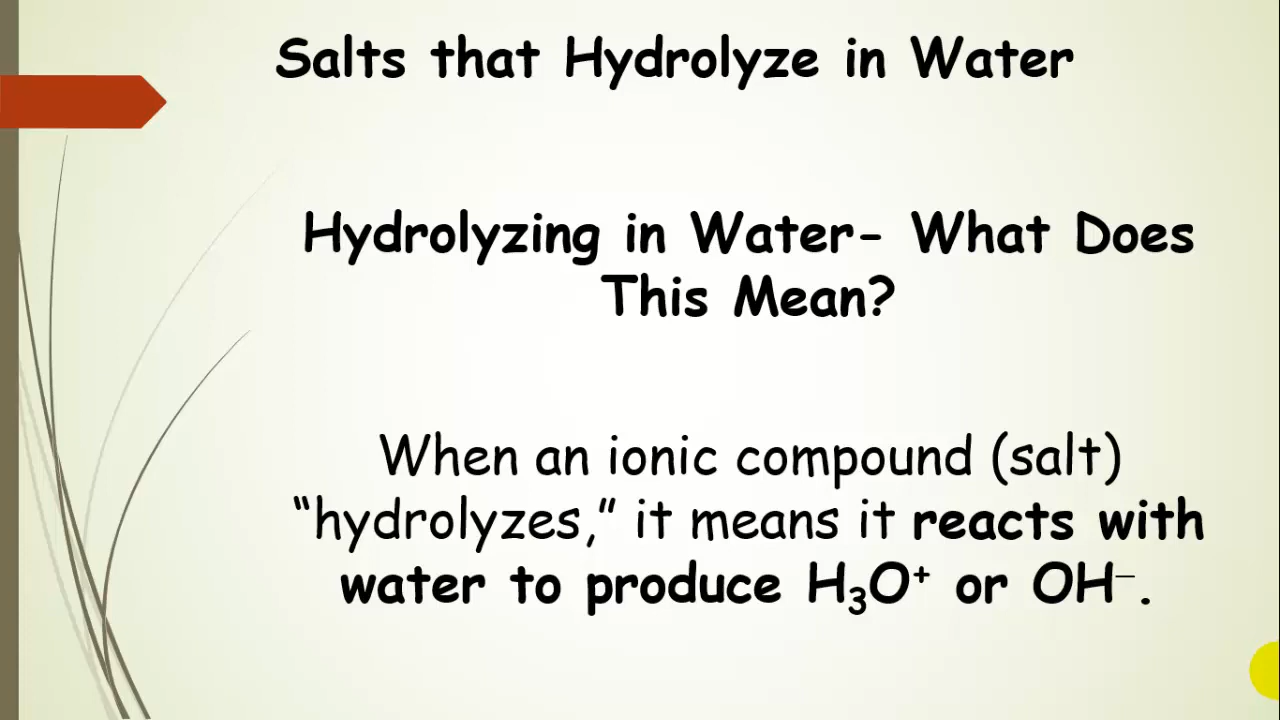 Salts that Hydrolyze in Water
Hydrolyzing in Water- What Does
This Mean?
When an ionic compound (salt)
“hydrolyzes,” it means it reacts with
water to produce H₃O⁺ or OH⁻.